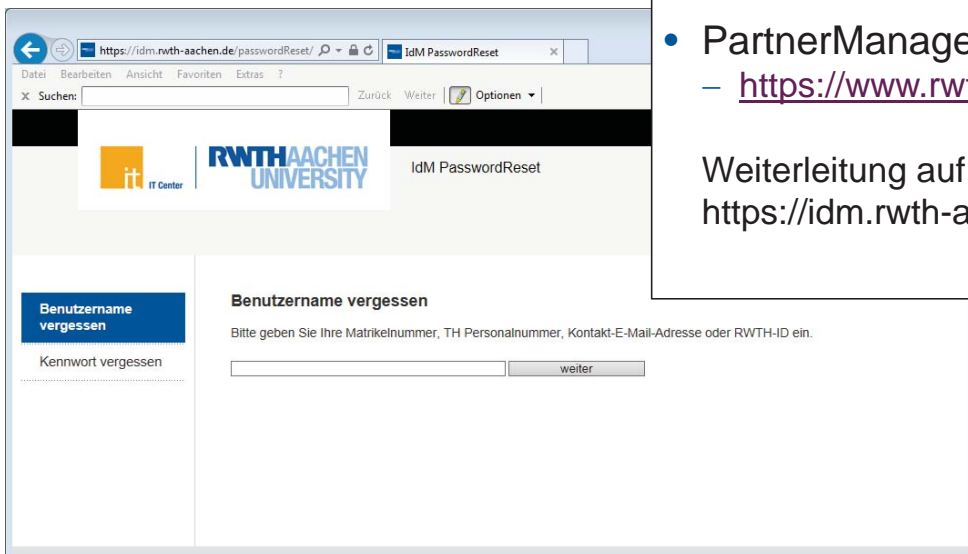 https://idm.rwth-aachen.de/passwordReset/
IdM PasswordReset
Datei Bearbeiten Ansicht Favoriten Extras ?
X Suchen: Zurück Weiter Optionen
it IT Center
RWTHAACHEN
UNIVERSITY
IdM PasswordReset
Benutzername
vergessen
Kennwort vergessen
Benutzername vergessen
Bitte geben Sie Ihre Matrikelnummer, TH Personalnummer, Kontakt-E-Mail-Adresse oder RWTH-ID ein.
weiter
• PartnerManage
– https://www.rw
Weiterleitung auf
https://idm.rwth-a